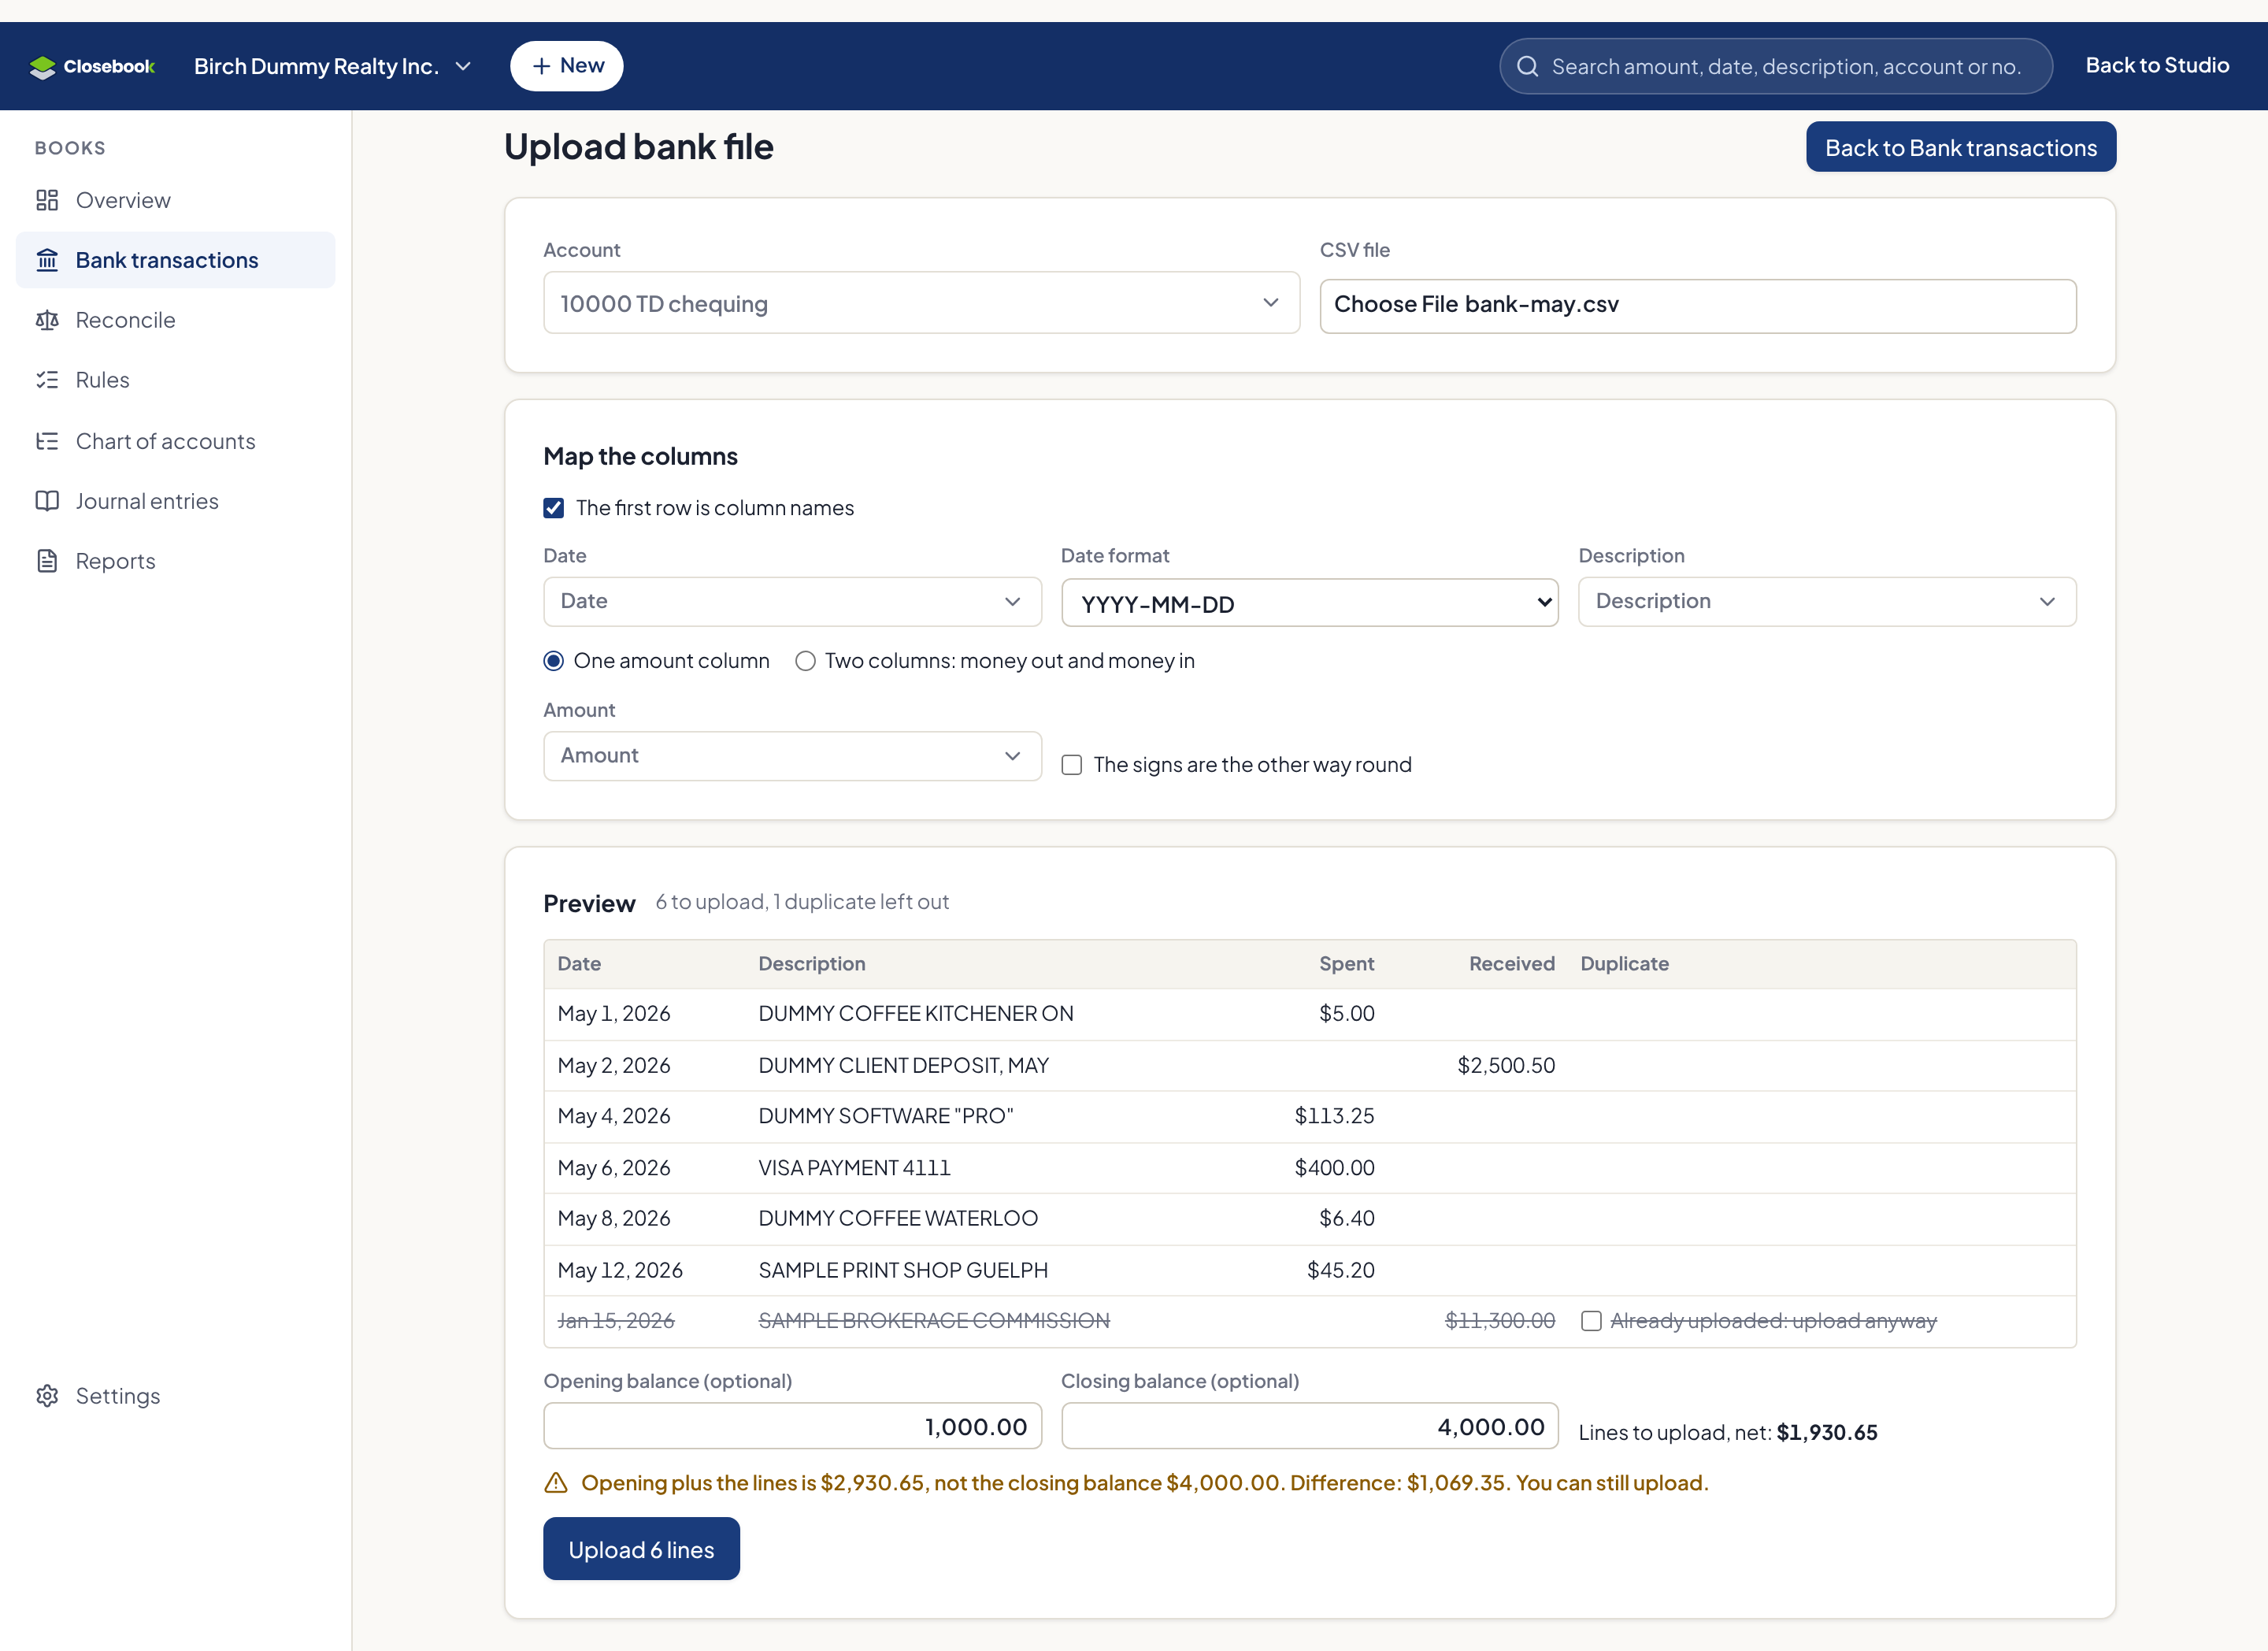 Closebook
Birch Dummy Realty Inc.
New
Search amount, date, description, account or no.
Back to Studio
BOOKS
Overview
Bank transactions
Reconcile
Rules
Chart of accounts
Journal entries
Reports
Settings
Upload bank file
Back to Bank transactions
Account
CSV file
10000 TD chequing
Choose File bank-may.csv
Map the columns
The first row is column names
Date
Date format
Description
Date
YYYY-MM-DD
Description
One amount column
Two columns: money out and money in
Amount
Amount
The signs are the other way round
Preview 6 to upload, 1 duplicate left out
Date Description Spent Received Duplicate
May 1, 2026 DUMMY COFFEE KITCHENER ON $5.00
May 2, 2026 DUMMY CLIENT DEPOSIT, MAY $2,500.50
May 4, 2026 DUMMY SOFTWARE "PRO" $113.25
May 6, 2026 VISA PAYMENT 4111 $400.00
May 8, 2026 DUMMY COFFEE WATERLOO $6.40
May 12, 2026 SAMPLE PRINT SHOP GUELPH $45.20
Jan 15, 2026 SAMPLE BROKERAGE COMMISSION $11,300.00 Already uploaded: upload anyway
Opening balance (optional)
Closing balance (optional)
1,000.00
4,000.00
Lines to upload, net: $1,930.65
Opening plus the lines is $2,930.65, not the closing balance $4,000.00. Difference: $1,069.35. You can still upload.
Upload 6 lines